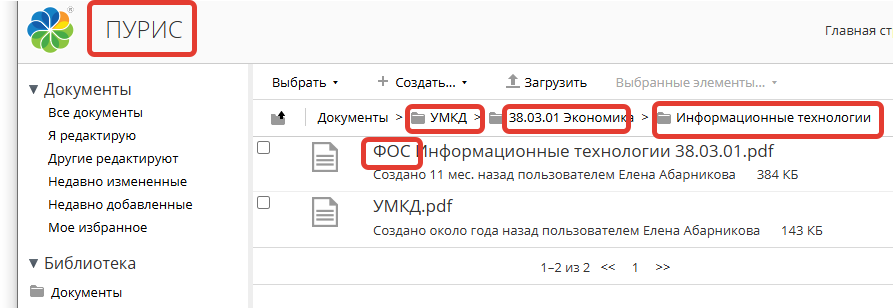 ПУРИС
Главная ст
Документы
Все документы
Я редактирую
Другие редактируют
Недавно измененные
Недавно добавленные
Мое избранное
Библиотека
Документы
Выбрать Создать... Загрузить Выбранные элементы...
Документы > УМКД > 38.03.01 Экономика > Информационные технологии
ФОС Информационные технологии 38.03.01.pdf
Создано 11 мес. назад пользователем Елена Абарникова 384 КБ
УМКД.pdf
Создано около года назад пользователем Елена Абарникова 143 КБ
1–2 из 2 << 1 >>